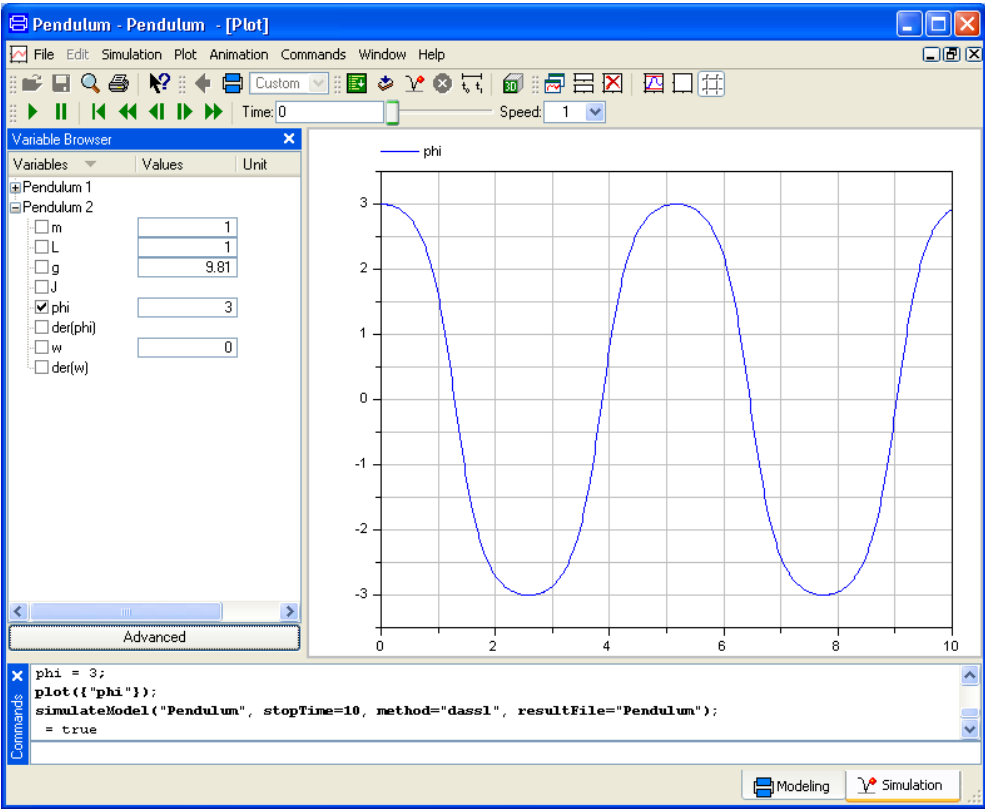 Pendulum - Pendulum - [Plot]
File Edit Simulation Plot Animation Commands Window Help
Custom 3D
Time: 0 Speed: 1
Variable Browser
Variables Values Unit
Pendulum 1
Pendulum 2
m 1
L 1
g 9.81
J
phi 3
der(phi)
w 0
der(w)
Advanced
phi
3
2
1
0
-1
-2
-3
0 2 4 6 8 10
Commands
phi = 3;
plot({"phi"});
simulateModel("Pendulum", stopTime=10, method="dassl", resultFile="Pendulum");
= true
Modeling Simulation